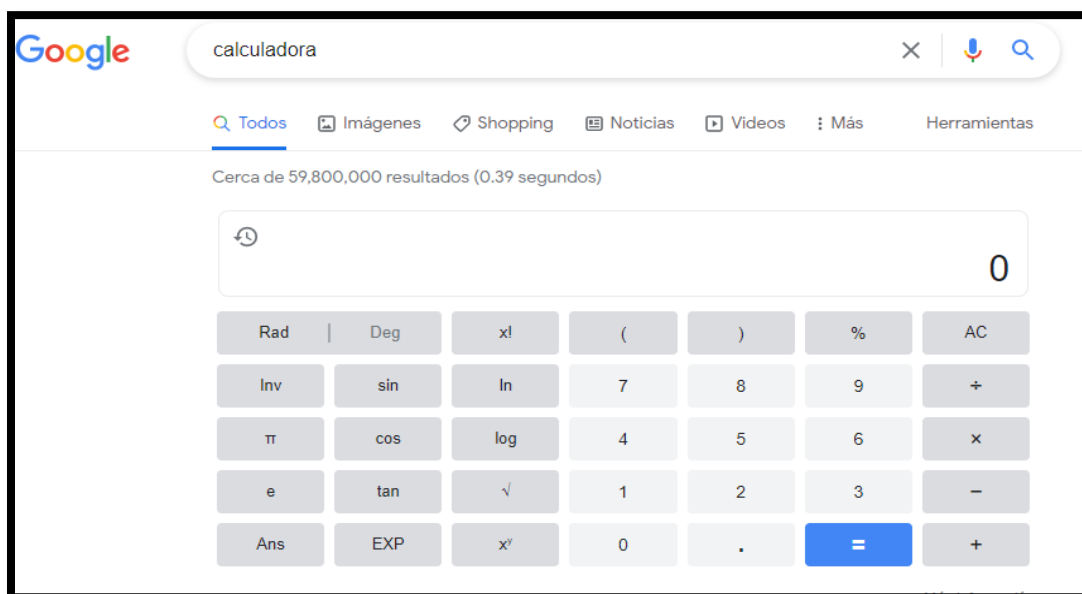 Google calculadora
Todos Imágenes Shopping Noticias Videos Más Herramientas
Cerca de 59,800,000 resultados (0.39 segundos)
0
Rad | Deg x! ( ) % AC
Inv sin ln 7 8 9 ÷
π cos log 4 5 6 ×
e tan √ 1 2 3 −
Ans EXP xʸ 0 . = +